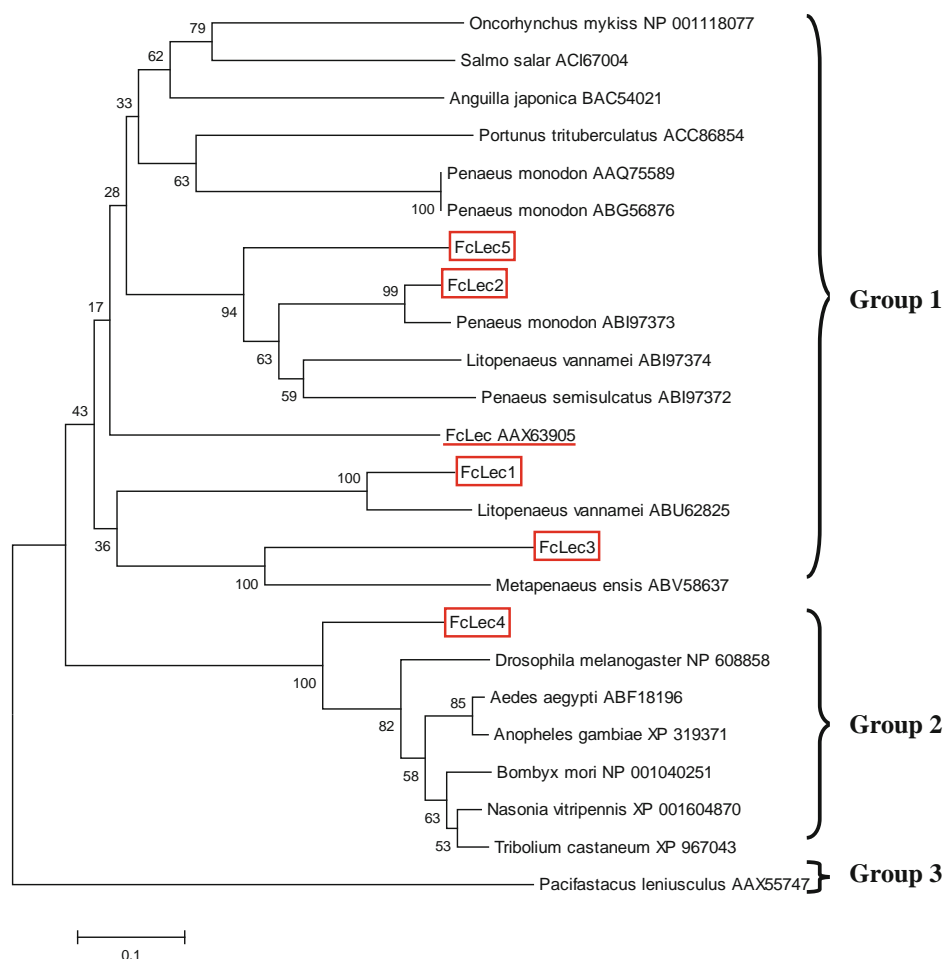 Oncorhynchus mykiss NP 001118077
79
Salmo salar ACI67004
62
Anguilla japonica BAC54021
33
Portunus trituberculatus ACC86854
63
Penaeus monodon AAQ75589
100
Penaeus monodon ABG56876
28
FcLec5
94
FcLec2
99
Penaeus monodon ABI97373
Group 1
17
63
Litopenaeus vannamei ABI97374
59
Penaeus semisulcatus ABI97372
43
FcLec AAX63905
FcLec1
100
Litopenaeus vannamei ABU62825
36
FcLec3
100
Metapenaeus ensis ABV58637
FcLec4
100
Drosophila melanogaster NP 608858
82
Aedes aegypti ABF18196
85
Group 2
Anopheles gambiae XP 319371
58
Bombyx mori NP 001040251
63
Nasonia vitripennis XP 001604870
53
Tribolium castaneum XP 967043
Pacifastacus leniusculus AAX55747
Group 3
0.1